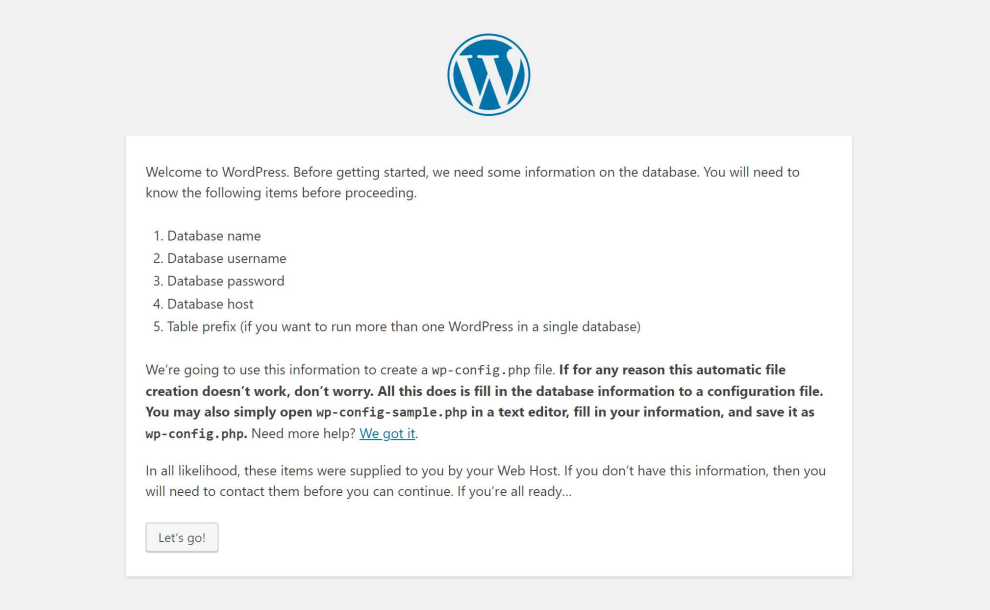 Welcome to WordPress. Before getting started, we need some information on the database. You will need to
know the following items before proceeding.
1. Database name
2. Database username
3. Database password
4. Database host
5. Table prefix (if you want to run more than one WordPress in a single database)
We’re going to use this information to create a wp-config.php file. If for any reason this automatic file
creation doesn’t work, don’t worry. All this does is fill in the database information to a configuration file.
You may also simply open wp-config-sample.php in a text editor, fill in your information, and save it as
wp-config.php. Need more help? We got it.
In all likelihood, these items were supplied to you by your Web Host. If you don’t have this information, then you
will need to contact them before you can continue. If you’re all ready…
Let’s go!